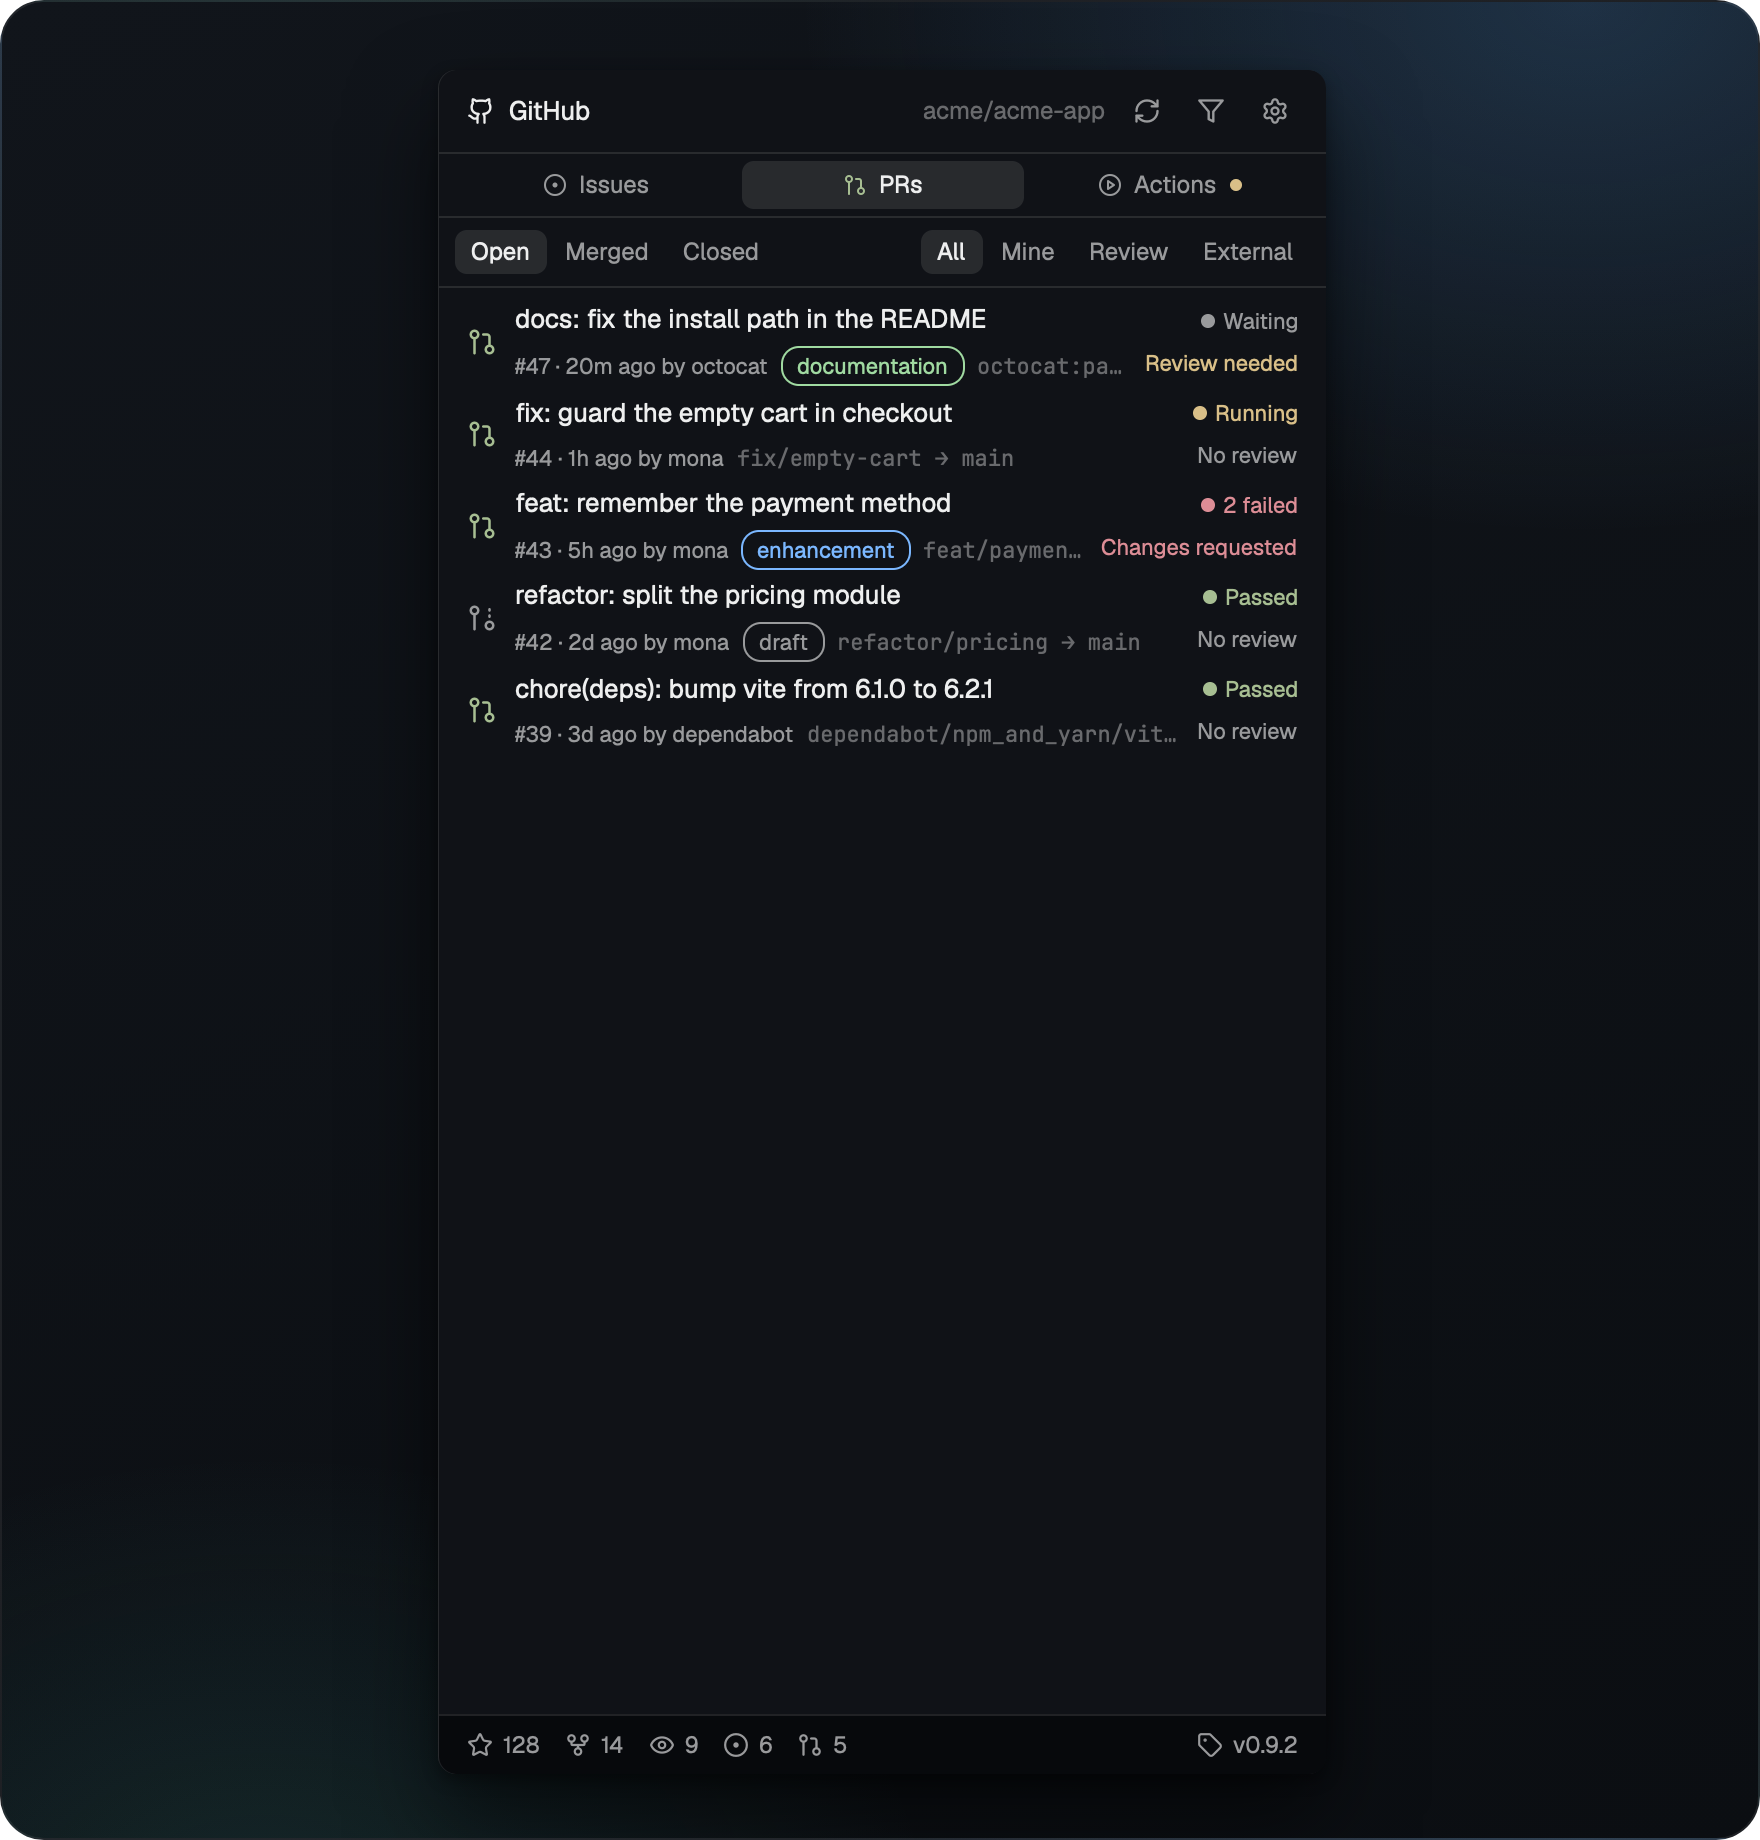 GitHub acme/acme-app
Issues PRs Actions
Open Merged Closed All Mine Review External
docs: fix the install path in the README Waiting
#47 · 20m ago by octocat documentation octocat:pa… Review needed
fix: guard the empty cart in checkout Running
#44 · 1h ago by mona fix/empty-cart → main No review
feat: remember the payment method 2 failed
#43 · 5h ago by mona enhancement feat/paymen… Changes requested
refactor: split the pricing module Passed
#42 · 2d ago by mona draft refactor/pricing → main No review
chore(deps): bump vite from 6.1.0 to 6.2.1 Passed
#39 · 3d ago by dependabot dependabot/npm_and_yarn/vit… No review
128 14 9 6 5 v0.9.2